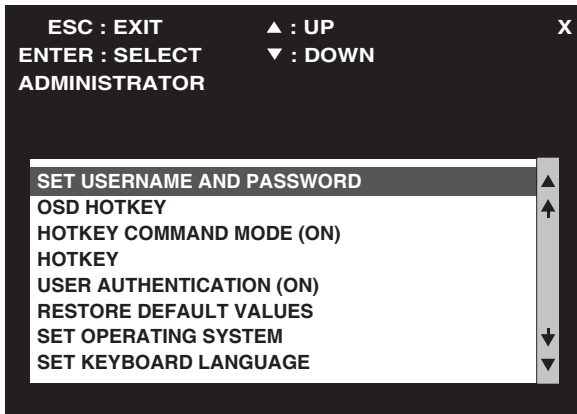 ESC : EXIT ▲ : UP X
ENTER : SELECT ▼ : DOWN
ADMINISTRATOR
SET USERNAME AND PASSWORD
OSD HOTKEY
HOTKEY COMMAND MODE (ON)
HOTKEY
USER AUTHENTICATION (ON)
RESTORE DEFAULT VALUES
SET OPERATING SYSTEM
SET KEYBOARD LANGUAGE